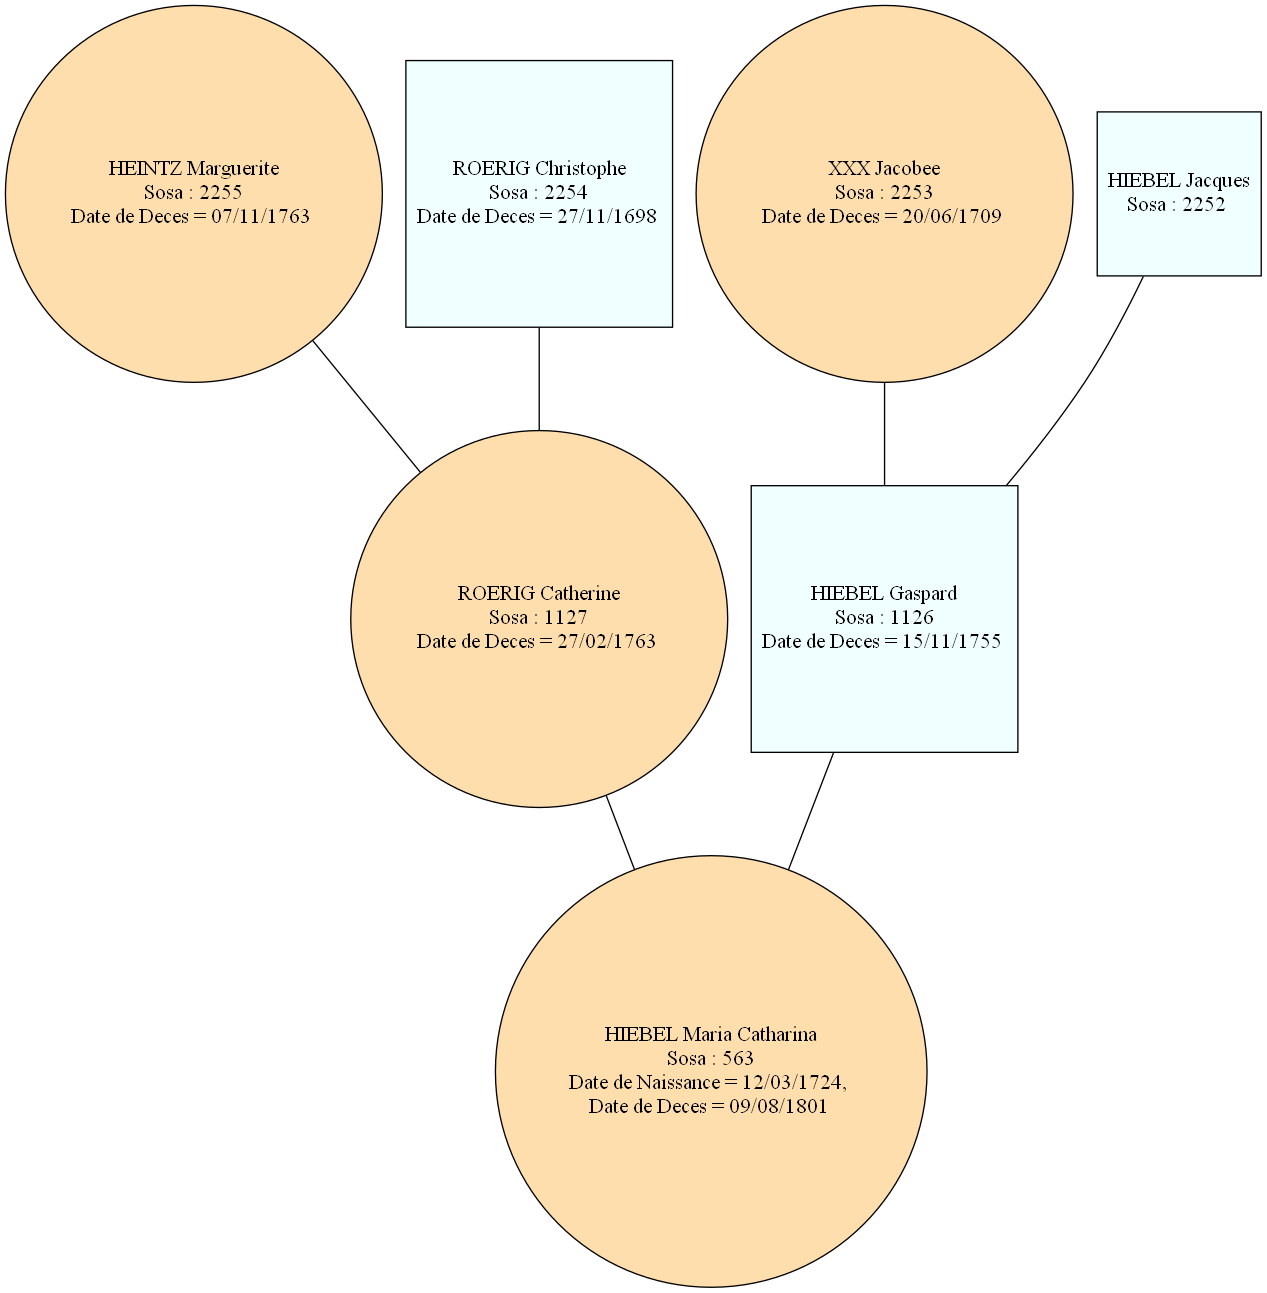 HEINTZ Marguerite
Sosa : 2255
Date de Deces = 07/11/1763
ROERIG Christophe
Sosa : 2254
Date de Deces = 27/11/1698
XXX Jacobee
Sosa : 2253
Date de Deces = 20/06/1709
HIEBEL Jacques
Sosa : 2252
ROERIG Catherine
Sosa : 1127
Date de Deces = 27/02/1763
HIEBEL Gaspard
Sosa : 1126
Date de Deces = 15/11/1755
HIEBEL Maria Catharina
Sosa : 563
Date de Naissance = 12/03/1724,
Date de Deces = 09/08/1801